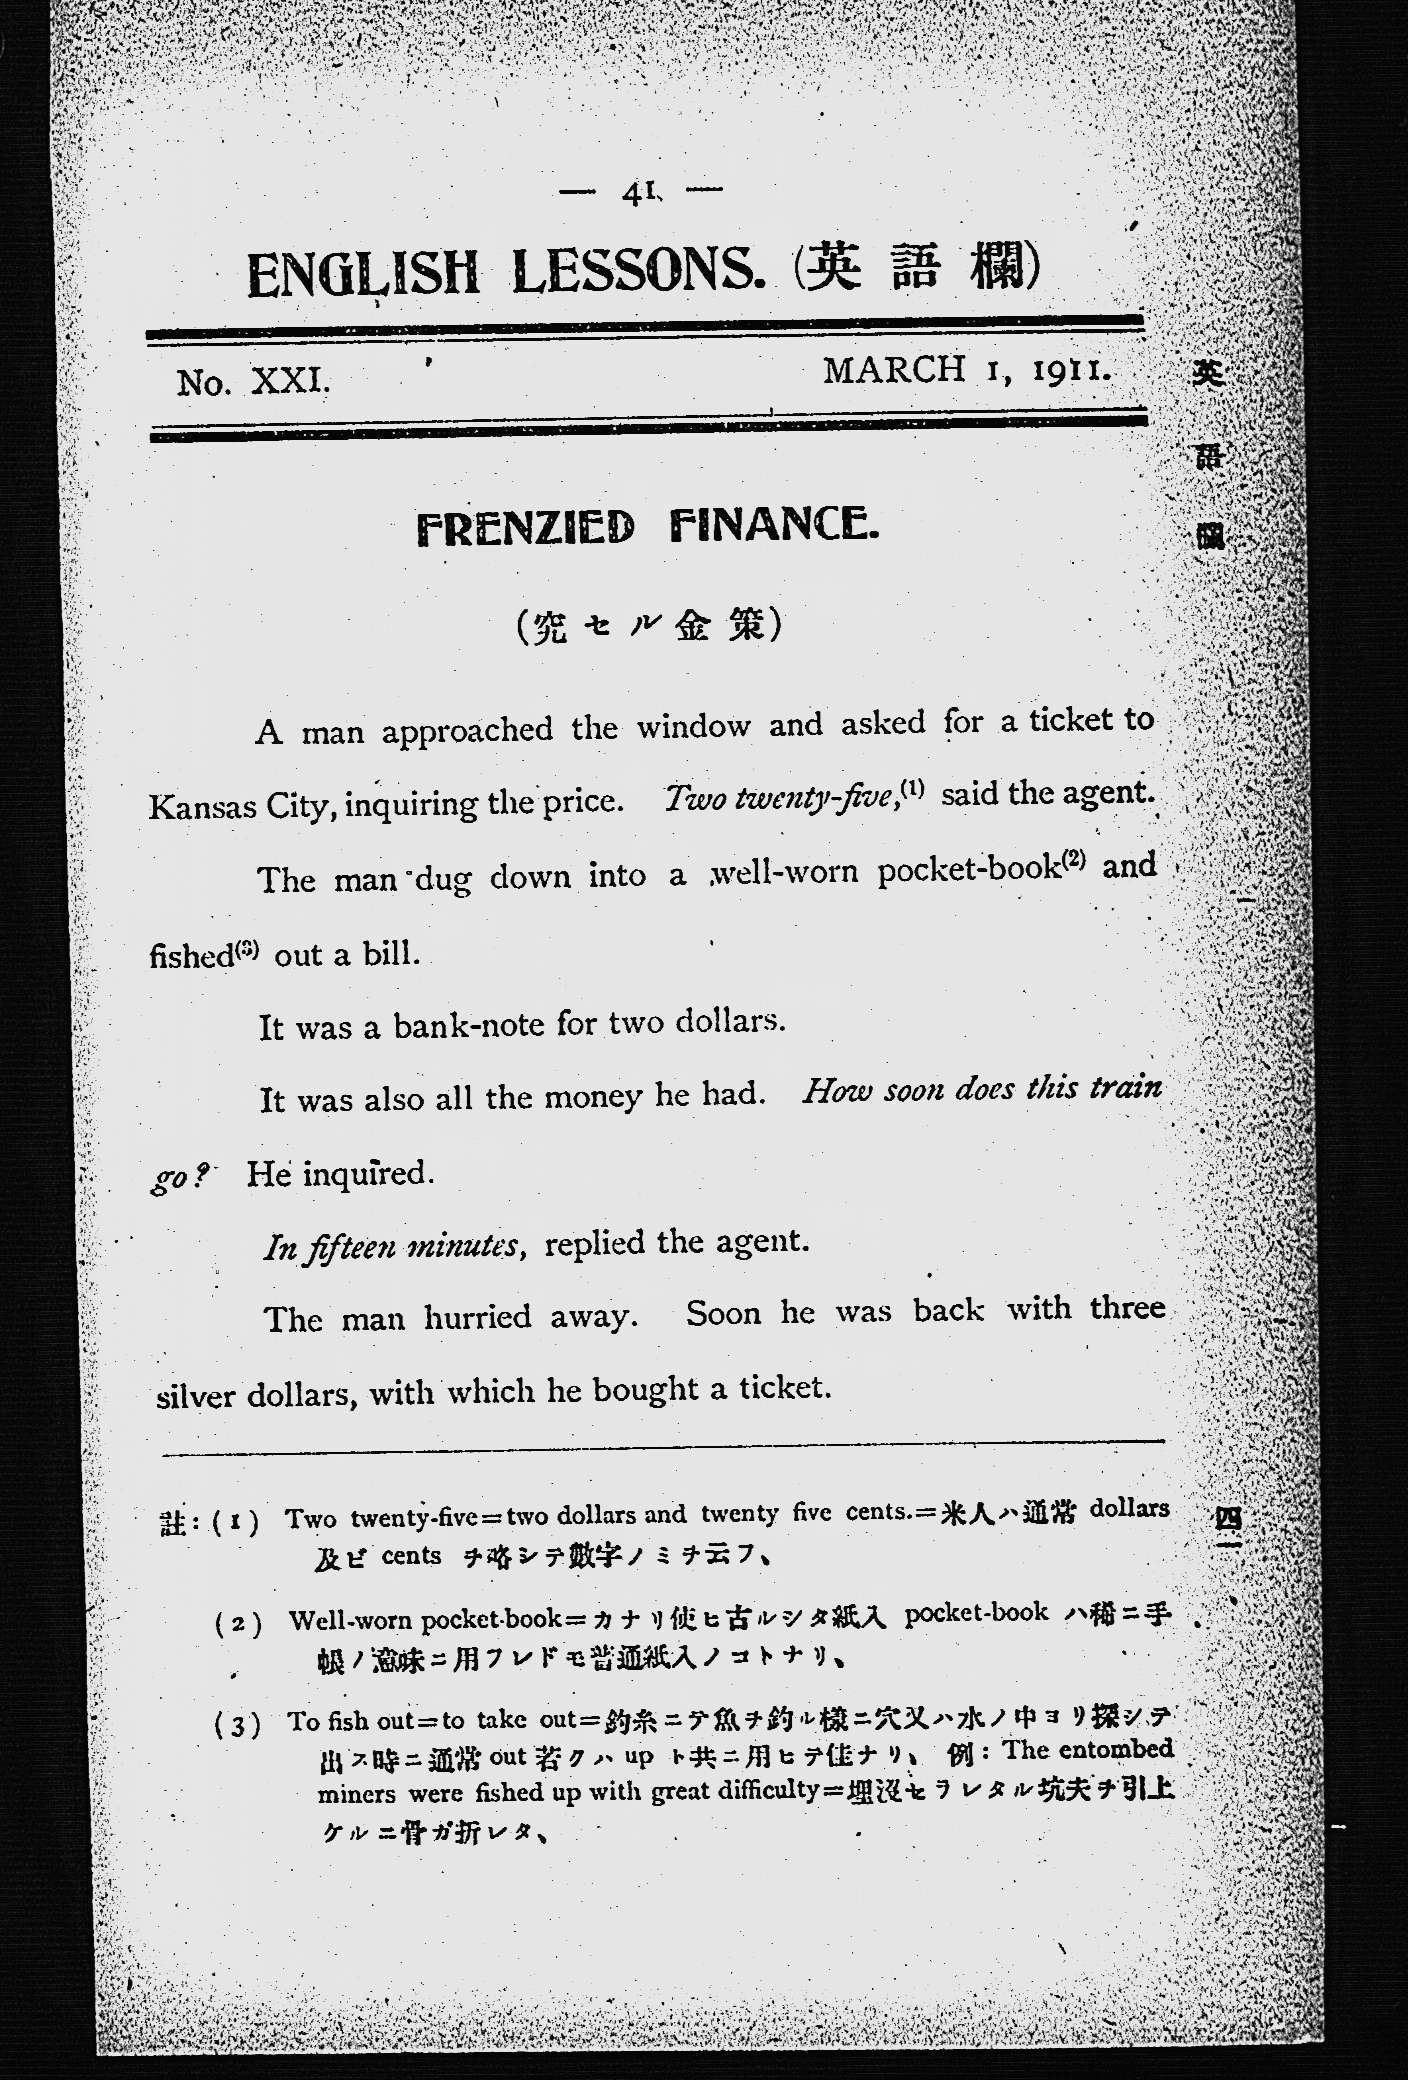 — 41 —
ENGLISH LESSONS. (英語欄)
No. XXI. MARCH 1, 1911.
英語欄
FRENZIED FINANCE.
(究セル金策)
A man approached the window and asked for a ticket to
Kansas City, inquiring the price. Two twenty-five,(1) said the agent.
The man dug down into a well-worn pocket-book(2) and
fished(3) out a bill.
It was a bank-note for two dollars.
It was also all the money he had. How soon does this train
go? He inquired.
In fifteen minutes, replied the agent.
The man hurried away. Soon he was back with three
silver dollars, with which he bought a ticket.
註: (1) Two twenty-five=two dollars and twenty five cents.=米人ハ通常 dollars
及ビ cents ヲ略シテ數字ノミヲ云フ、
(2) Well-worn pocket-book=カナリ使ヒ古ルシタ紙入 pocket-book ハ稀ニ手
帳ノ意味ニ用フレドモ普通紙入ノコトナリ、
(3) To fish out=to take out=釣糸ニテ魚ヲ釣ル樣ニ穴又ハ水ノ中ヨリ探シテ
出ス時ニ通常 out 若クハ up ト共ニ用ヒテ佳ナリ、 例: The entombed
miners were fished up with great difficulty=埋沒セラレタル坑夫ヲ引上
ケルニ骨ガ折レタ、
四一